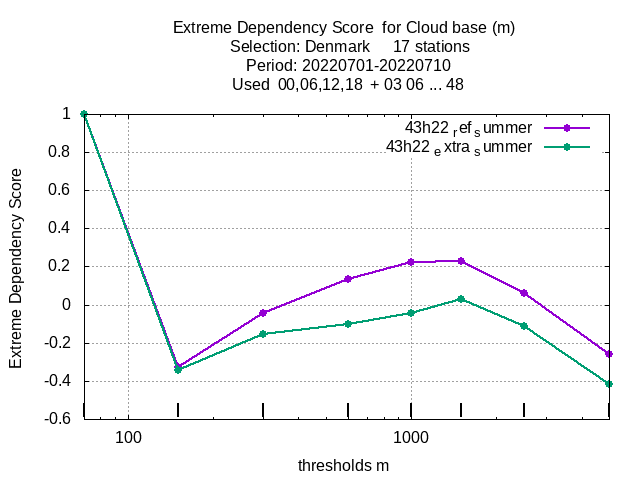 Extreme Dependency Score  for Cloud base (m)
Selection: Denmark     17 stations
Period: 20220701-20220710
Used  00,06,12,18  + 03 06 ... 48
43h22 ref summer
43h22 extra summer
Extreme Dependency Score
1
0.8
0.6
0.4
0.2
0
-0.2
-0.4
-0.6
100 1000
thresholds m